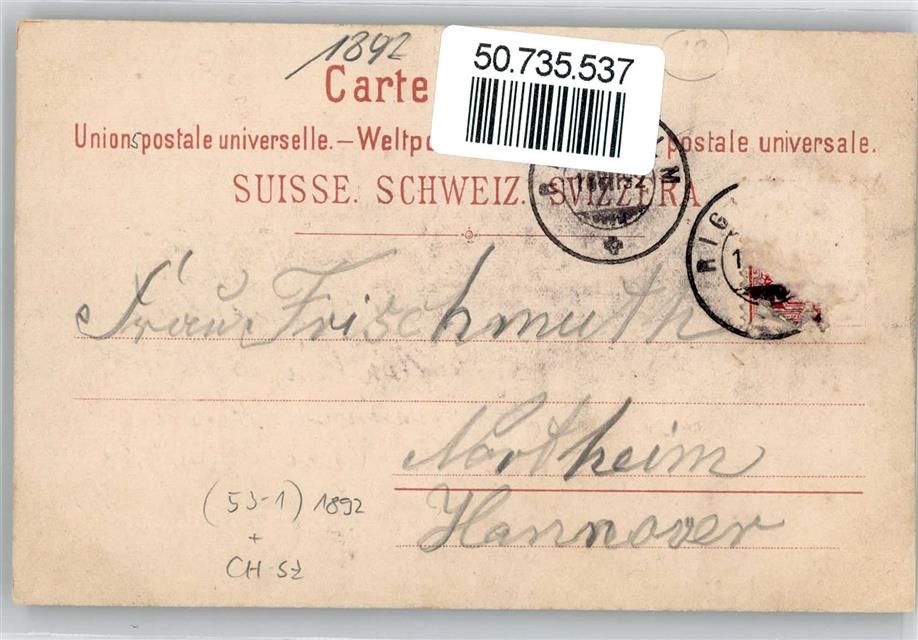 1892
50.735.537
Carte
Unionspostale universelle.–Weltpo postale universale.
SUISSE. SCHWEIZ. SVIZZERA
RIG
Frau Frischmuth
Northeim
Hannover
(53-1) 1892
+
CH-SZ